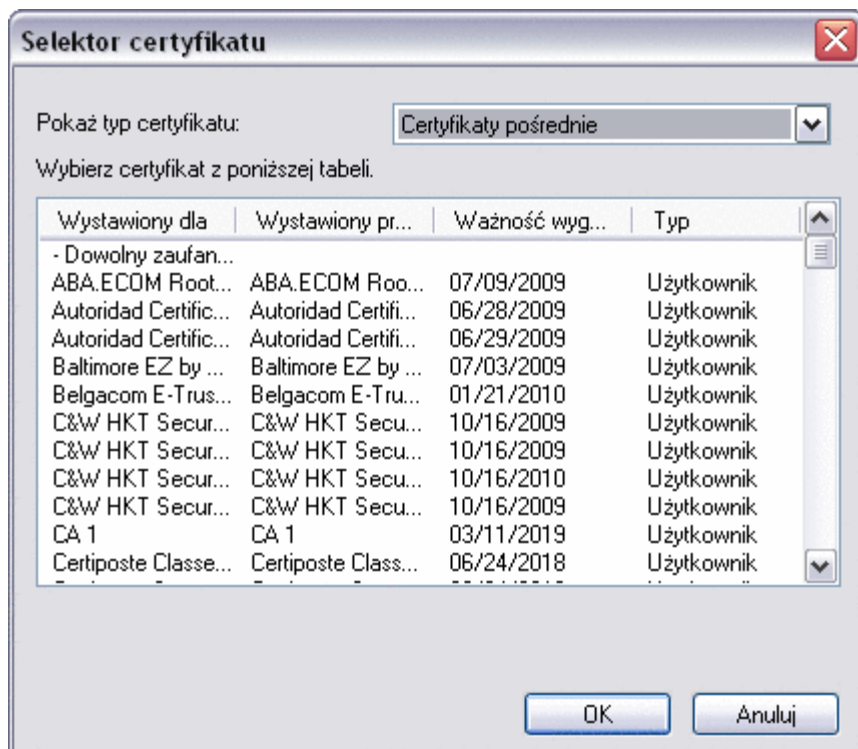 Selektor certyfikatu
Pokaż typ certyfikatu: Certyfikaty pośrednie
Wybierz certyfikat z poniższej tabeli.
Wystawiony dla Wystawiony pr... Ważność wyg... Typ
- Dowolny zaufan...
ABA.ECOM Root... ABA.ECOM Roo... 07/09/2009 Użytkownik
Autoridad Certific... Autoridad Certifi... 06/28/2009 Użytkownik
Autoridad Certific... Autoridad Certifi... 06/29/2009 Użytkownik
Baltimore EZ by ... Baltimore EZ by ... 07/03/2009 Użytkownik
Belgacom E-Trus... Belgacom E-Tru... 01/21/2010 Użytkownik
C&W HKT Secur... C&W HKT Secu... 10/16/2009 Użytkownik
C&W HKT Secur... C&W HKT Secu... 10/16/2009 Użytkownik
C&W HKT Secur... C&W HKT Secu... 10/16/2010 Użytkownik
C&W HKT Secur... C&W HKT Secu... 10/16/2009 Użytkownik
CA 1 CA 1 03/11/2019 Użytkownik
Certiposte Classe... Certiposte Class... 06/24/2018 Użytkownik
OK Anuluj